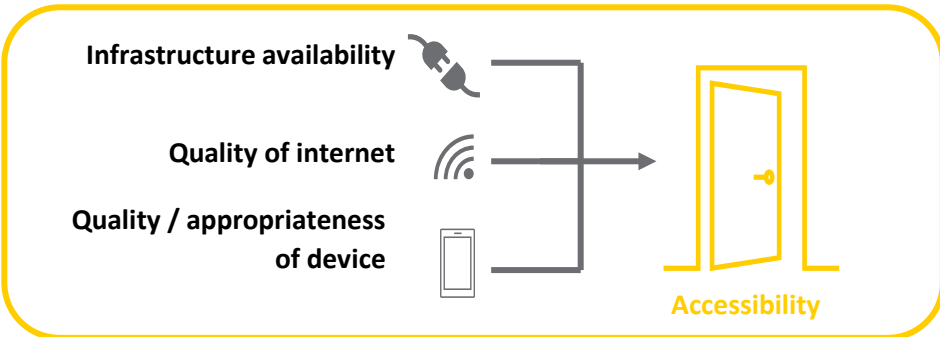 Infrastructure availability
Quality of internet
Quality / appropriateness
of device
Accessibility